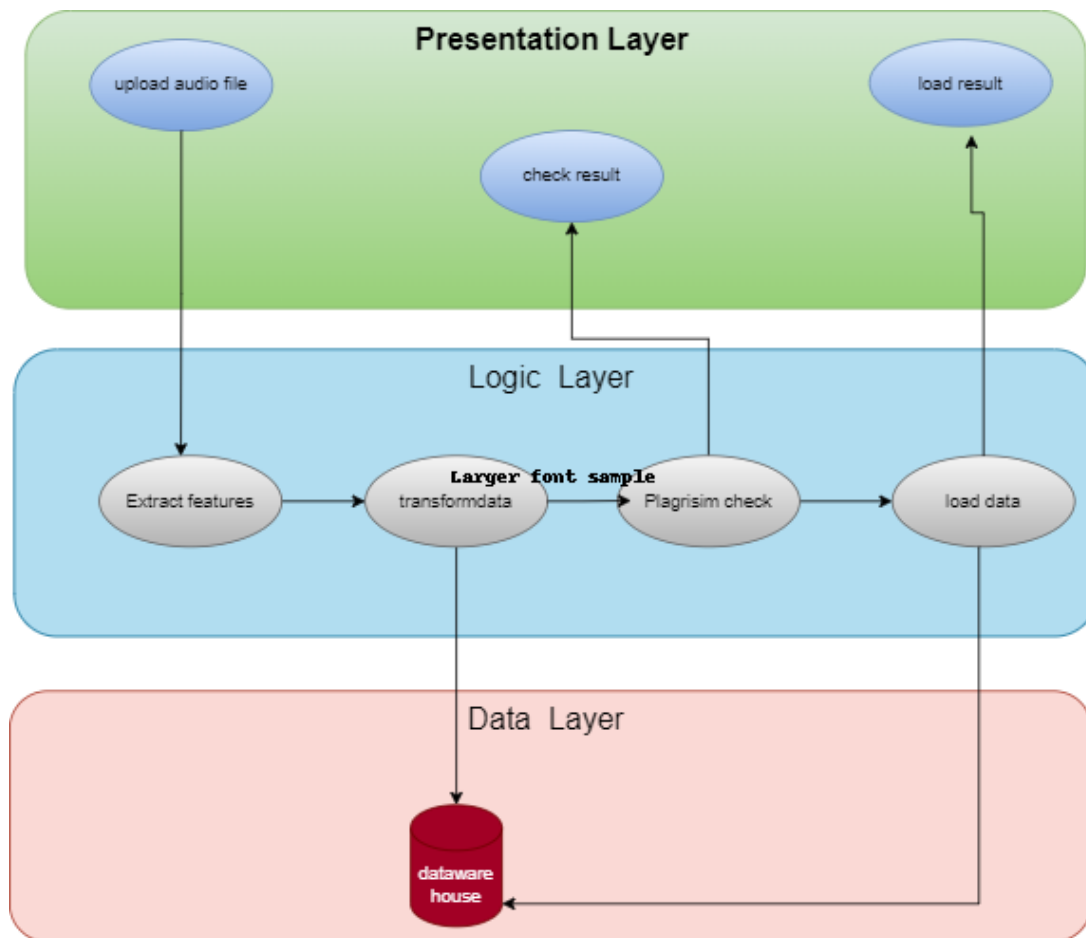 Presentation Layer
upload audio file
load result
check result
Logic Layer
Larger font sample
Extract features
transformdata
Plagrisim check
load data
Data Layer
dataware
house